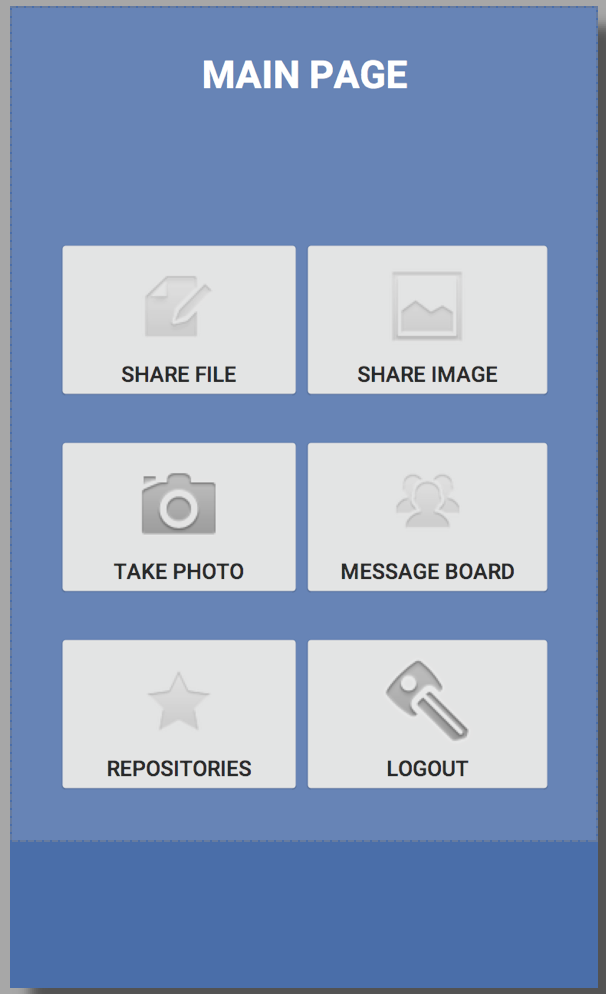 MAIN PAGE
SHARE FILE
SHARE IMAGE
TAKE PHOTO
MESSAGE BOARD
REPOSITORIES
LOGOUT